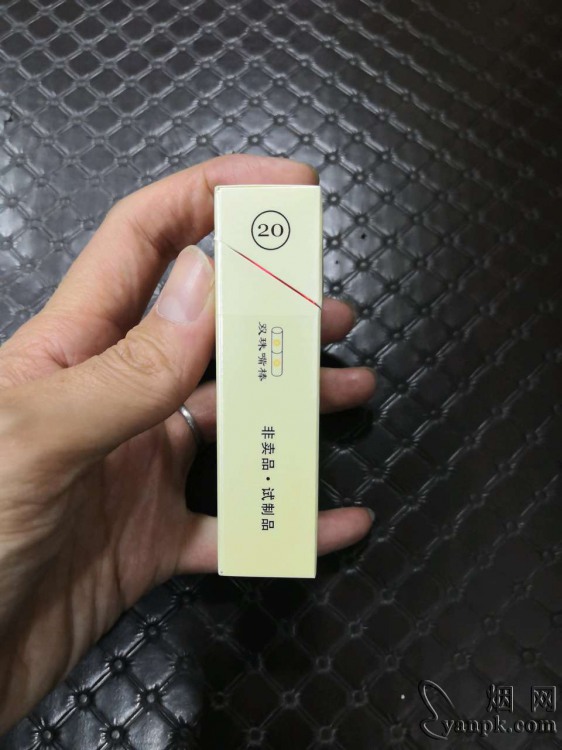 20
双珠嘴棒
非卖品·试制品
烟网
yanpk.com